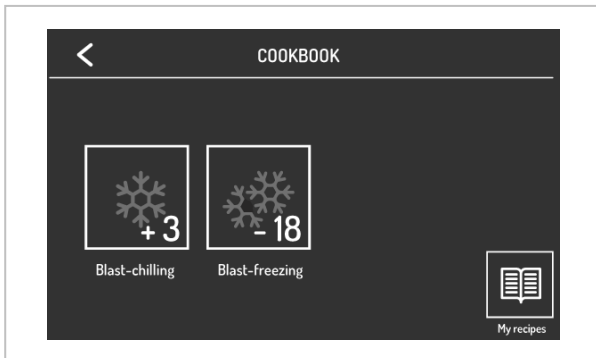 COOKBOOK
+3
-18
Blast-chilling
Blast-freezing
My recipes